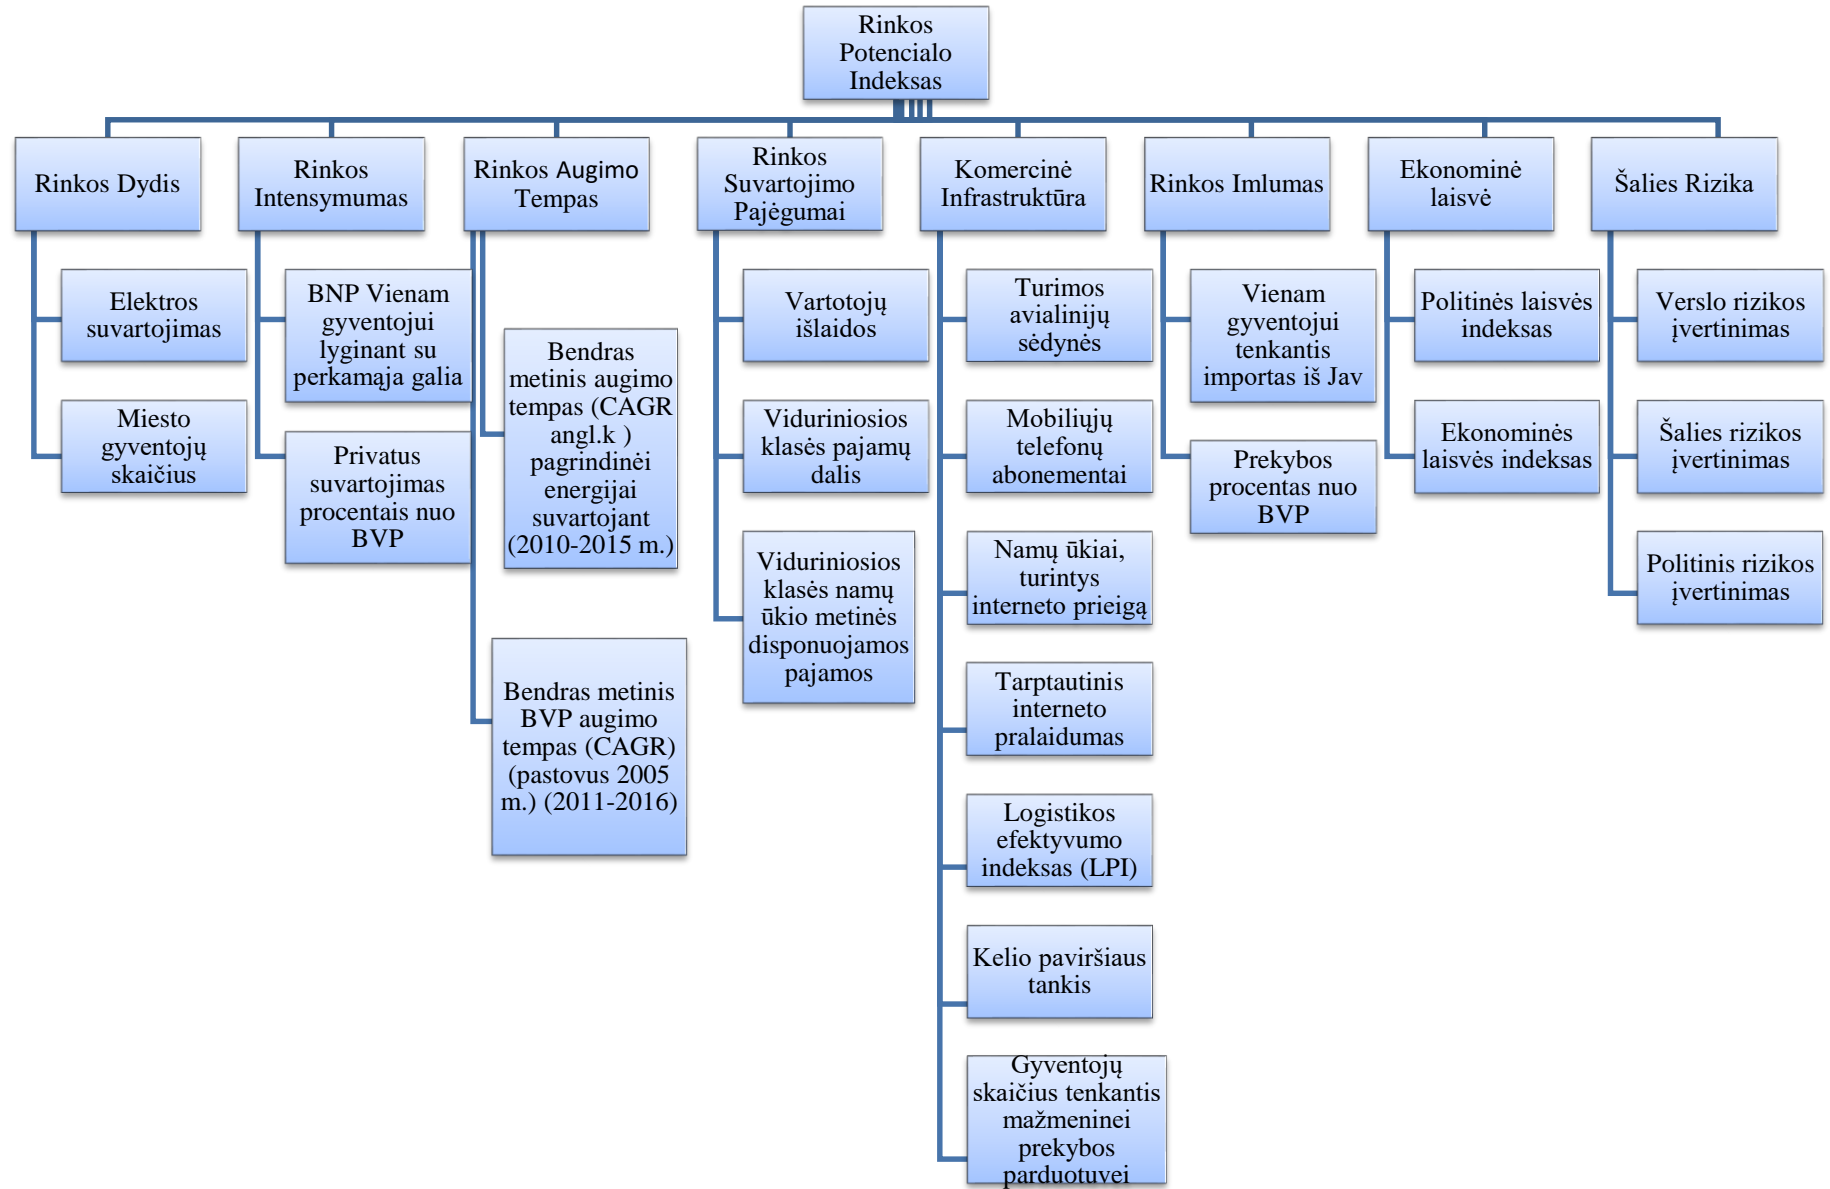 Rinkos
Potencialo
Indeksas
Rinkos Dydis
Elektros
suvartojimas
Miesto
gyventojų
skaičius
Rinkos
Intensymumas
BNP Vienam
gyventojui
lyginant su
perkamąja galia
Privatus
suvartojimas
procentais nuo
BVP
Rinkos Augimo
Tempas
Bendras
metinis augimo
tempas (CAGR
angl.k )
pagrindinėi
energijai
suvartojant
(2010-2015 m.)
Bendras metinis
BVP augimo
tempas (CAGR)
(pastovus 2005
m.) (2011-2016)
Rinkos
Suvartojimo
Pajėgumai
Vartotojų
išlaidos
Viduriniosios
klasės pajamų
dalis
Viduriniosios
klasės namų
ūkio metinės
disponuojamos
pajamos
Komercinė
Infrastruktūra
Turimos
avialinijų
sėdynės
Mobiliųjų
telefonų
abonementai
Namų ūkiai,
turintys
interneto prieigą
Tarptautinis
interneto
pralaidumas
Logistikos
efektyvumo
indeksas (LPI)
Kelio paviršiaus
tankis
Gyventojų
skaičius tenkantis
mažmeninei
prekybos
parduotuvei
Rinkos Imlumas
Vienam
gyventojui
tenkantis
importas iš Jav
Prekybos
procentas nuo
BVP
Ekonominė
laisvė
Politinės laisvės
indeksas
Ekonominės
laisvės indeksas
Šalies Rizika
Verslo rizikos
įvertinimas
Šalies rizikos
įvertinimas
Politinis rizikos
įvertinimas